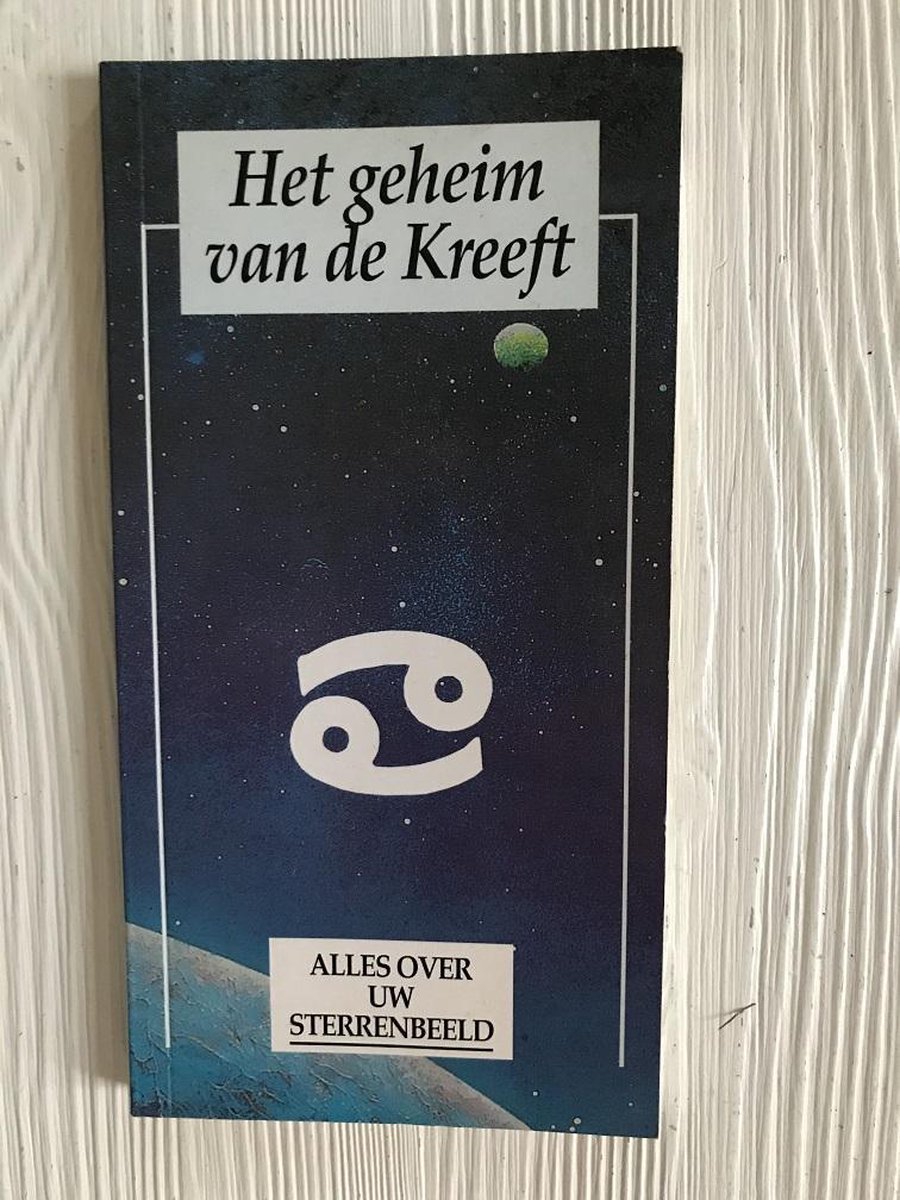 Het geheim
van de Kreeft
ALLES OVER
UW
STERRENBEELD